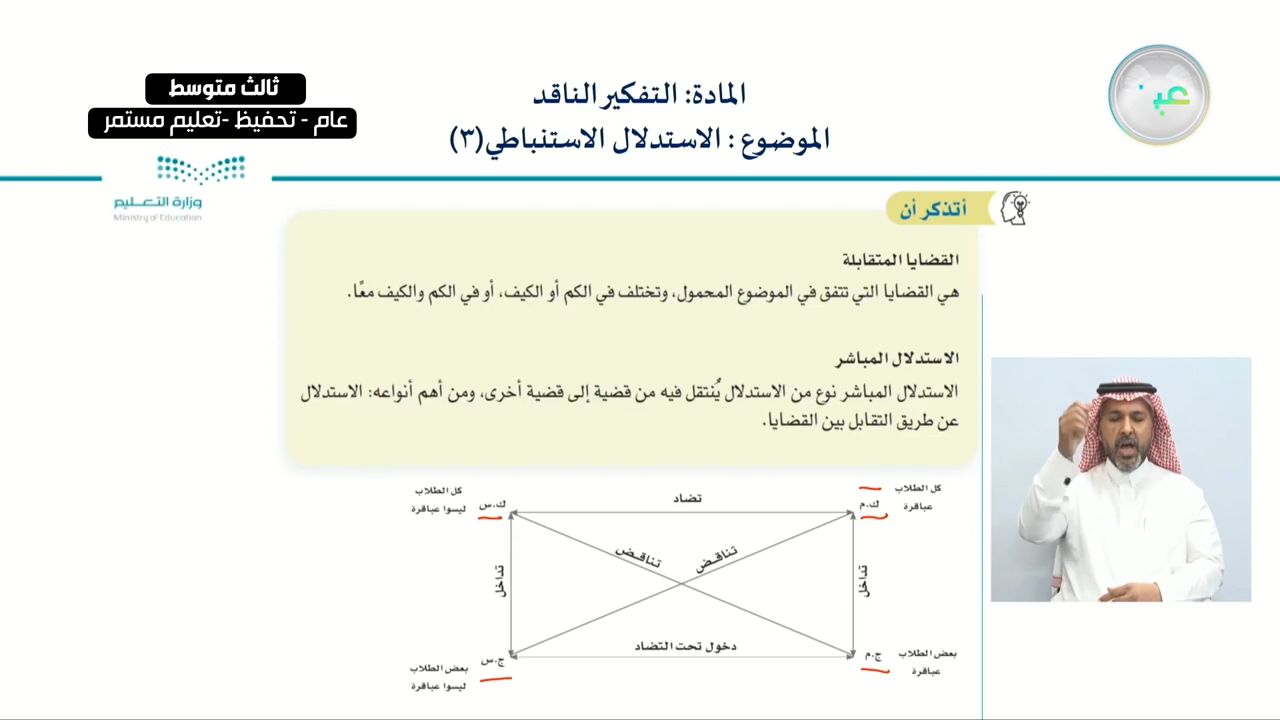 المادة: التفكير الناقد
الموضوع : الاستدلال الاستنباطي(٣)
ثالث متوسط
عام - تحفيظ -تعليم مستمر
وزارة التعليم
Ministry of Education
أتذكر أن
القضايا المتقابلة
هي القضايا التي تتفق في الموضوع المحمول، وتختلف في الكم أو الكيف، أو في الكم والكيف معًا.
الاستدلال المباشر
الاستدلال المباشر نوع من الاستدلال يُنتقل فيه من قضية إلى قضية أخرى، ومن أهم أنواعه: الاستدلال
عن طريق التقابل بين القضايا.
كل الطلاب
عباقرة
ك.م
تضاد
ك.س
كل الطلاب
ليسوا عباقرة
تناقض
تناقض
تداخل
تداخل
دخول تحت التضاد
بعض الطلاب
عباقرة
ج.م
ج.س
بعض الطلاب
ليسوا عباقرة